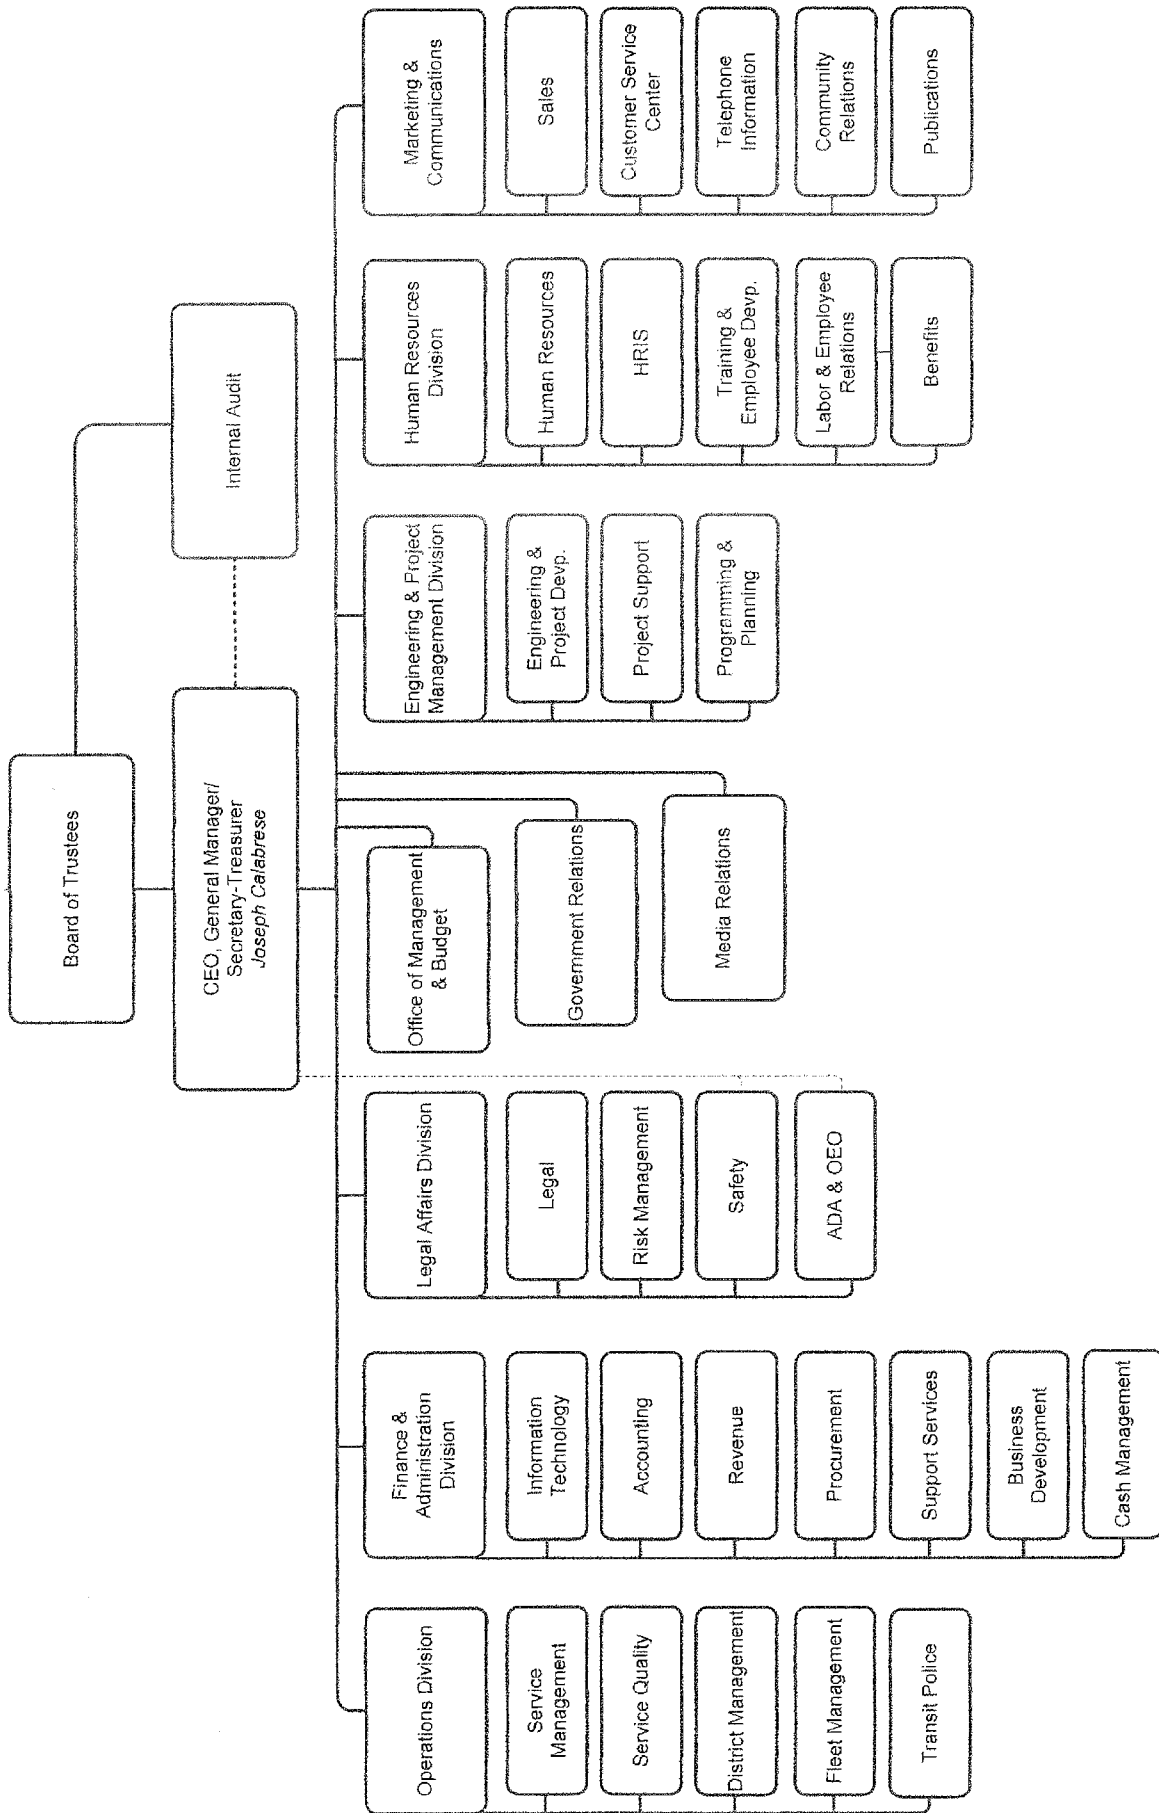 Board of Trustees
CEO, General Manager/
Secretary-Treasurer
Joseph Calabrese
Internal Audit
Operations Division
Service
Management
Service Quality
District Management
Fleet Management
Transit Police
Finance &
Administration
Division
Information
Technology
Accounting
Revenue
Procurement
Support Services
Business
Development
Cash Management
Legal Affairs Division
Legal
Risk Management
Safety
ADA & OEO
Office of Management
& Budget
Government Relations
Media Relations
Engineering & Project
Management Division
Engineering &
Project Devp.
Project Support
Programming &
Planning
Human Resources
Division
Human Resources
HRIS
Training &
Employee Devp.
Labor & Employee
Relations
Benefits
Marketing &
Communications
Sales
Customer Service
Center
Telephone
Information
Community
Relations
Publications